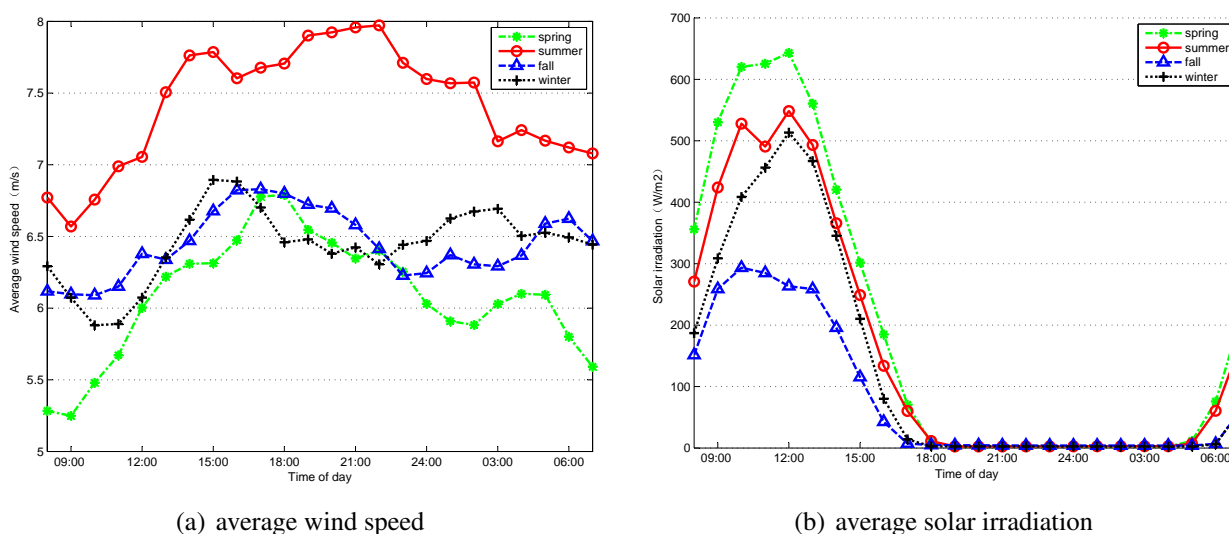 8
7.5
7
6.5
6
5.5
5
Average wind speed（m/s）
09:00 12:00 15:00 18:00 21:00 24:00 03:00 06:00
Time of day
spring
summer
fall
winter
(a) average wind speed
700
600
500
400
300
200
100
0
Solar irradiation（W/m2）
09:00 12:00 15:00 18:00 21:00 24:00 03:00 06:00
Time of day
spring
summer
fall
winter
(b) average solar irradiation